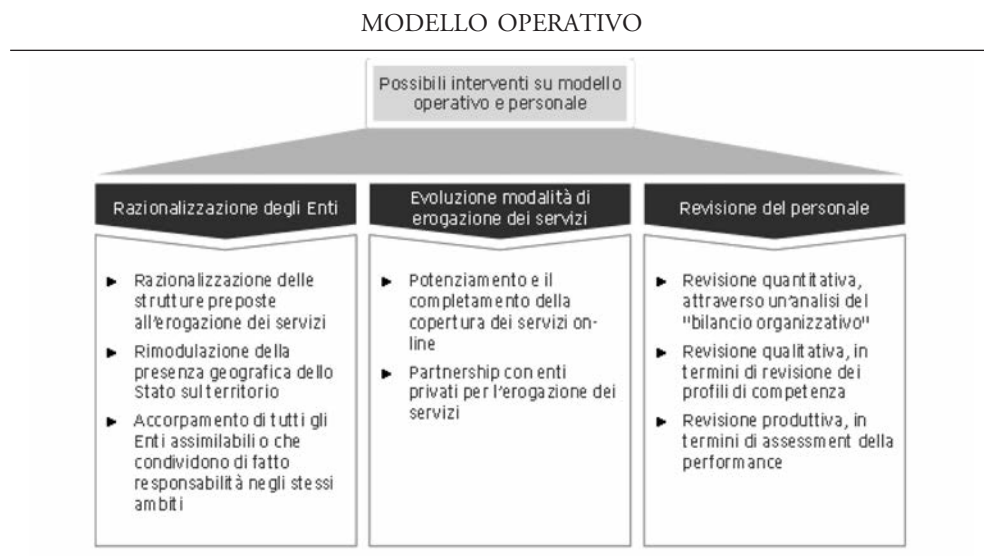 MODELLO OPERATIVO
Possibili interventi su modello
operativo e personale
Razionalizzazione degli Enti
► Razionalizzazione delle
strutture preposte
all'erogazione dei servizi
► Rimodulazione della
presenza geografica dello
Stato sul territorio
► Accorpamento di tutti gli
Enti assimilabili o che
condividono di fatto
responsabilità negli stessi
ambiti
Evoluzione modalità di
erogazione dei servizi
► Potenziamento e il
completamento della
copertura dei servizi on-
line
► Partnership con enti
privati per l'erogazione dei
servizi
Revisione del personale
► Revisione quantitativa,
attraverso un'analisi del
"bilancio organizzativo"
► Revisione qualitativa, in
termini di revisione dei
profili di competenza
► Revisione produttiva, in
termini di assessment della
performance